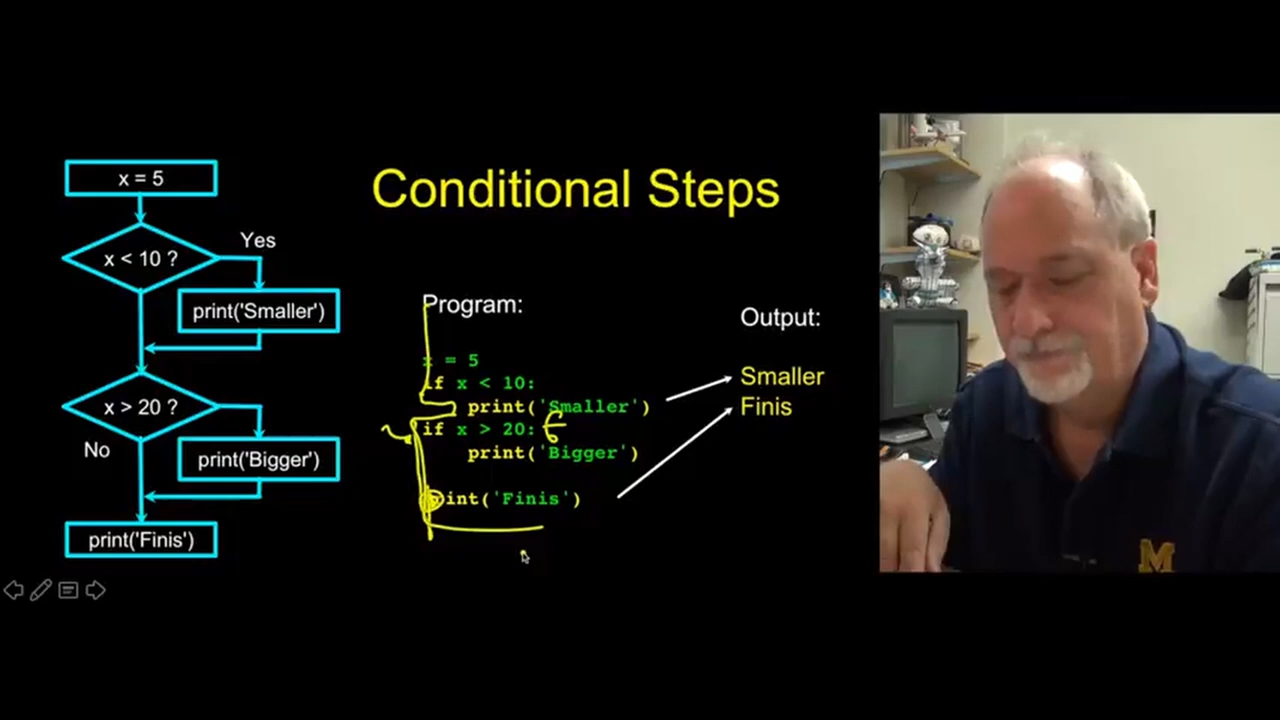 Conditional Steps
x = 5
x < 10 ?
Yes
print('Smaller')
x > 20 ?
No
print('Bigger')
print('Finis')
Program:
x = 5
if x < 10:
    print('Smaller')
if x > 20:
    print('Bigger')
print('Finis')
Output:
Smaller
Finis
M